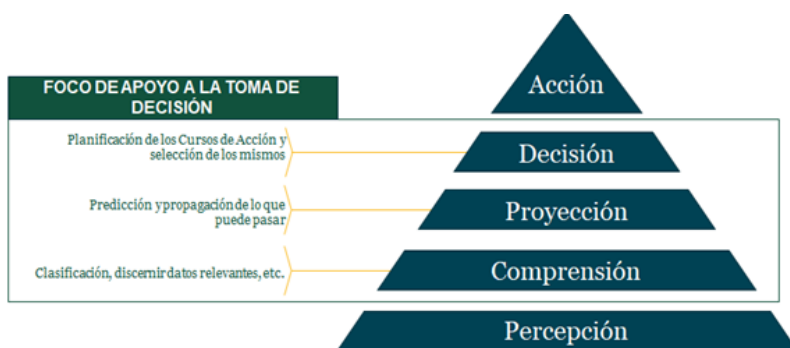 Acción
FOCO DE APOYO A LA TOMA DE
DECISIÓN
Planificación de los Cursos de Acción y
selección de los mismos
Decisión
Predicción y propagación de lo que
puede pasar
Proyección
Clasificación, discernir datos relevantes, etc.
Comprensión
Percepción